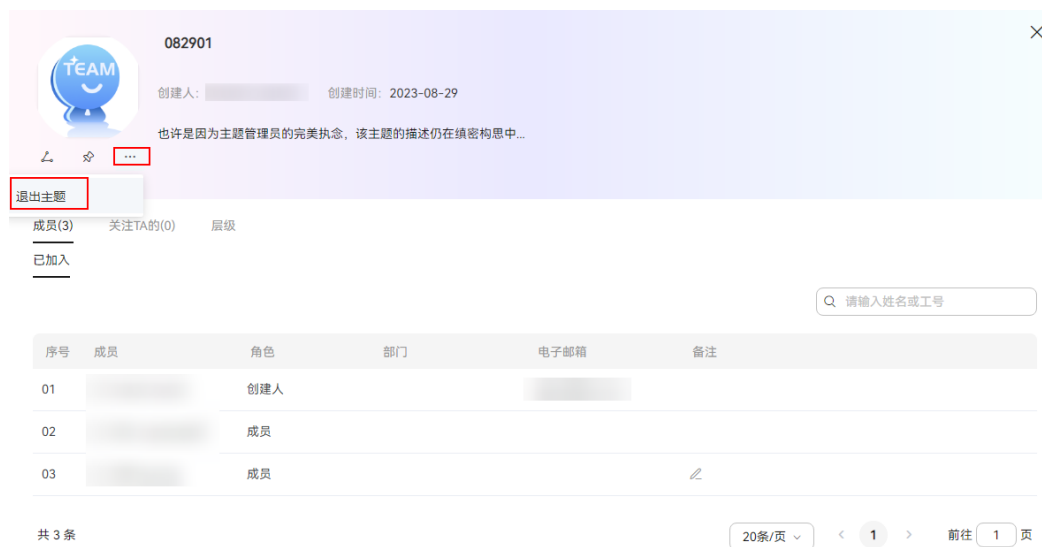 082901
TEAM
创建人: 创建时间: 2023-08-29
也许是因为主题管理员的完美执念，该主题的描述仍在缜密构思中...
...
退出主题
成员(3) 关注TA的(0) 层级
已加入
请输入姓名或工号
序号 成员 角色 部门 电子邮箱 备注
01 创建人
02 成员
03 成员
共 3 条 20条/页 1 前往 1 页